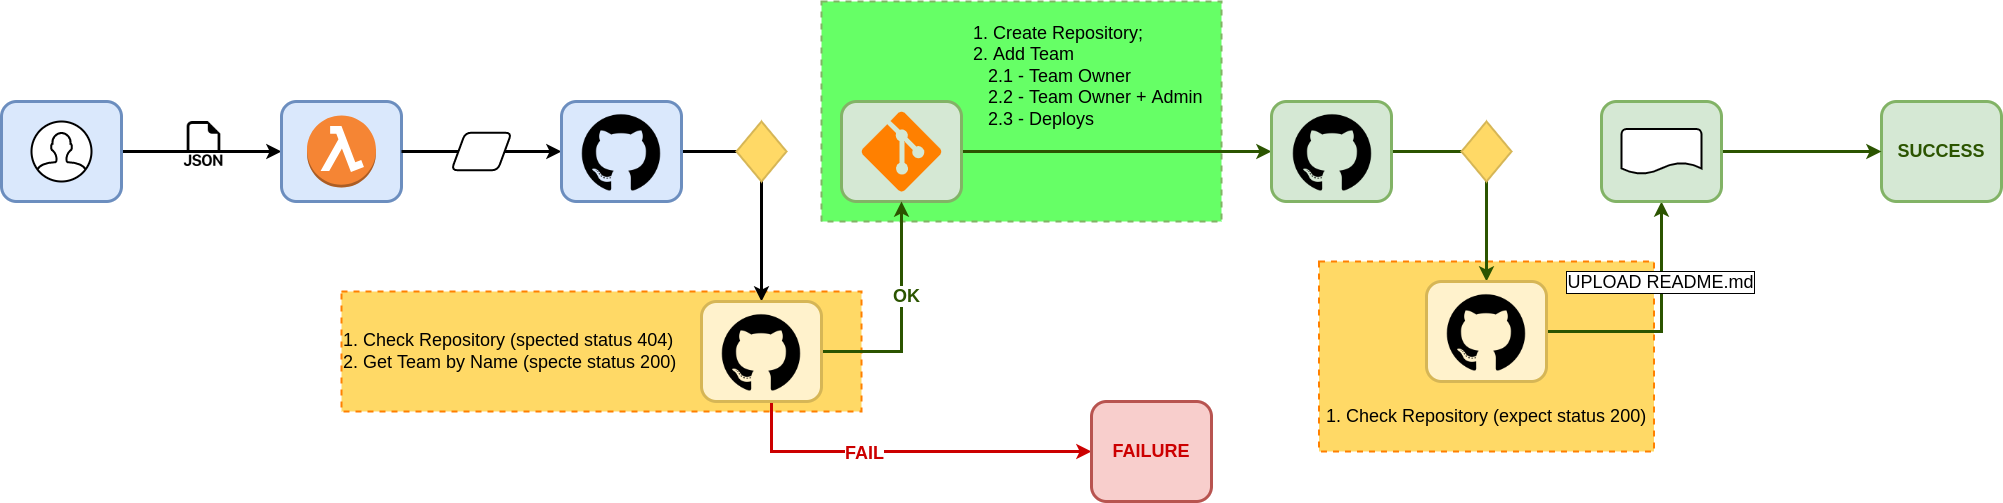 JSON
1. Create Repository;
2. Add Team
2.1 - Team Owner
2.2 - Team Owner + Admin
2.3 - Deploys
SUCCESS
OK
UPLOAD README.md
1. Check Repository (spected status 404)
2. Get Team by Name (specte status 200)
1. Check Repository (expect status 200)
FAIL
FAILURE